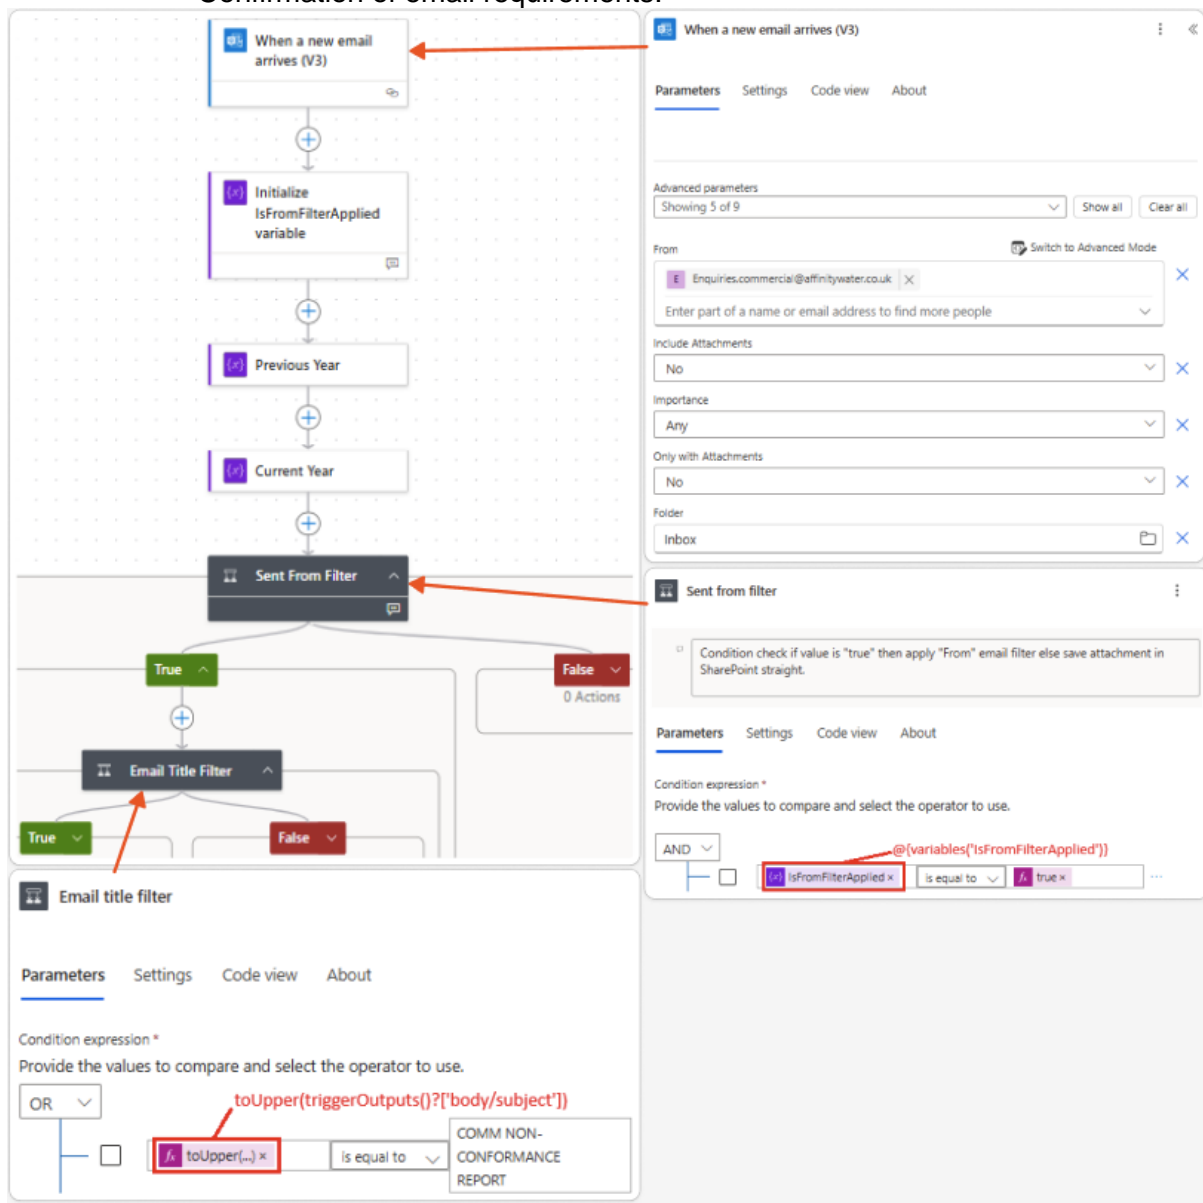 Confirmation of email requirements.
When a new email
arrives (V3)
Initialize
IsFromFilterApplied
variable
Previous Year
Current Year
Sent From Filter
True
False
0 Actions
Email Title Filter
True
False
When a new email arrives (V3)
Parameters Settings Code view About
Advanced parameters
Showing 5 of 9 Show all Clear all
From Switch to Advanced Mode
E Enquiries.commercial@affinitywater.co.uk
Enter part of a name or email address to find more people
Include Attachments
No
Importance
Any
Only with Attachments
No
Folder
Inbox
Sent from filter
Condition check if value is "true" then apply "From" email filter else save attachment in
SharePoint straight.
Parameters Settings Code view About
Condition expression *
Provide the values to compare and select the operator to use.
AND
@{variables('IsFromFilterApplied')}
{x} IsFromFilterApplied × is equal to fx true ×
Email title filter
Parameters Settings Code view About
Condition expression *
Provide the values to compare and select the operator to use.
OR
toUpper(triggerOutputs()?['body/subject'])
fx toUpper(...) × is equal to
COMM NON-
CONFORMANCE
REPORT